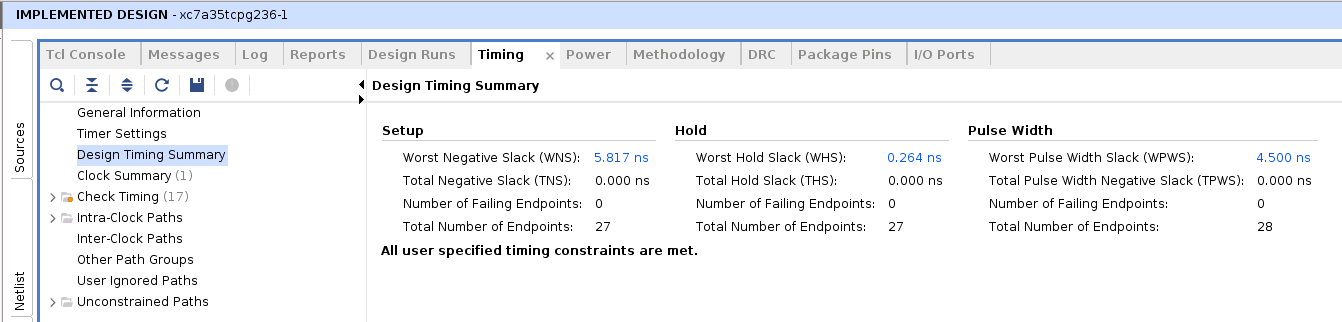 IMPLEMENTED DESIGN - xc7a35tcpg236-1
Tcl Console Messages Log Reports Design Runs Timing × Power Methodology DRC Package Pins I/O Ports
Sources
Netlist
General Information
Timer Settings
Design Timing Summary
Clock Summary (1)
Check Timing (17)
Intra-Clock Paths
Inter-Clock Paths
Other Path Groups
User Ignored Paths
Unconstrained Paths
Design Timing Summary
Setup
Worst Negative Slack (WNS): 5.817 ns
Total Negative Slack (TNS): 0.000 ns
Number of Failing Endpoints: 0
Total Number of Endpoints: 27
Hold
Worst Hold Slack (WHS): 0.264 ns
Total Hold Slack (THS): 0.000 ns
Number of Failing Endpoints: 0
Total Number of Endpoints: 27
Pulse Width
Worst Pulse Width Slack (WPWS): 4.500 ns
Total Pulse Width Negative Slack (TPWS): 0.000 ns
Number of Failing Endpoints: 0
Total Number of Endpoints: 28
All user specified timing constraints are met.